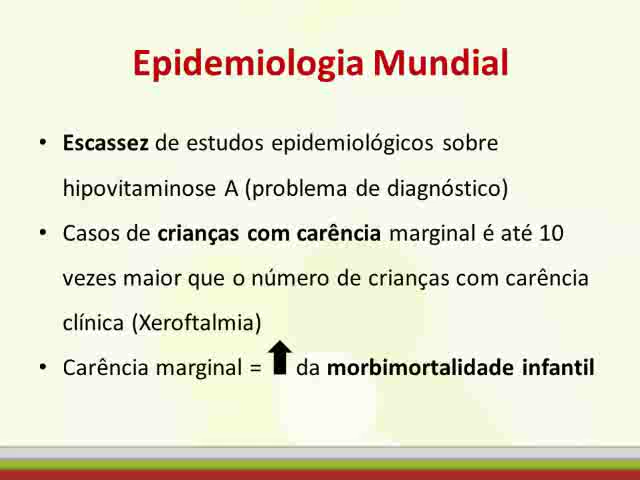 Epidemiologia Mundial
• Escassez de estudos epidemiológicos sobre
hipovitaminose A (problema de diagnóstico)
• Casos de crianças com carência marginal é até 10
vezes maior que o número de crianças com carência
clínica (Xeroftalmia)
• Carência marginal = ⬆ da morbimortalidade infantil